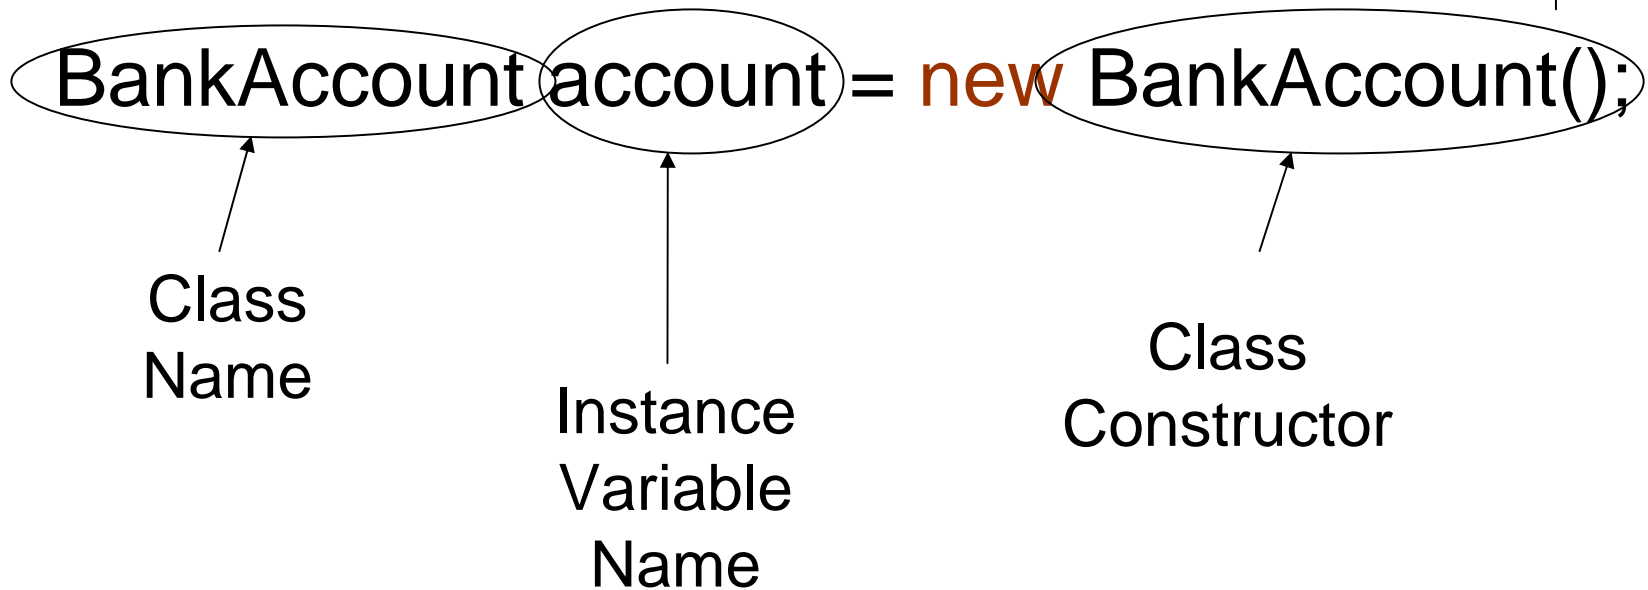 BankAccount account = new BankAccount();
Class
Name
Instance
Variable
Name
Class
Constructor